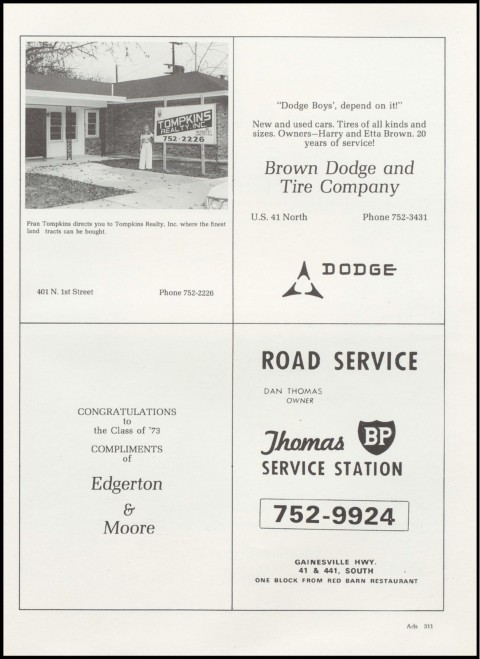 TOMPKINS
REALTY, INC.
752-2226
Fran Tompkins directs you to Tompkins Realty, Inc. where the finest
land tracts can be bought.
401 N. 1st Street Phone 752-2226
"Dodge Boys', depend on it!"
New and used cars. Tires of all kinds and
sizes. Owners—Harry and Etta Brown. 20
years of service!
Brown Dodge and
Tire Company
U.S. 41 North Phone 752-3431
DODGE
CONGRATULATIONS
to
the Class of '73
COMPLIMENTS
of
Edgerton
&
Moore
ROAD SERVICE
DAN THOMAS
OWNER
Thomas BP
SERVICE STATION
752-9924
GAINESVILLE HWY.
41 & 441, SOUTH
ONE BLOCK FROM RED BARN RESTAURANT
Ads 311